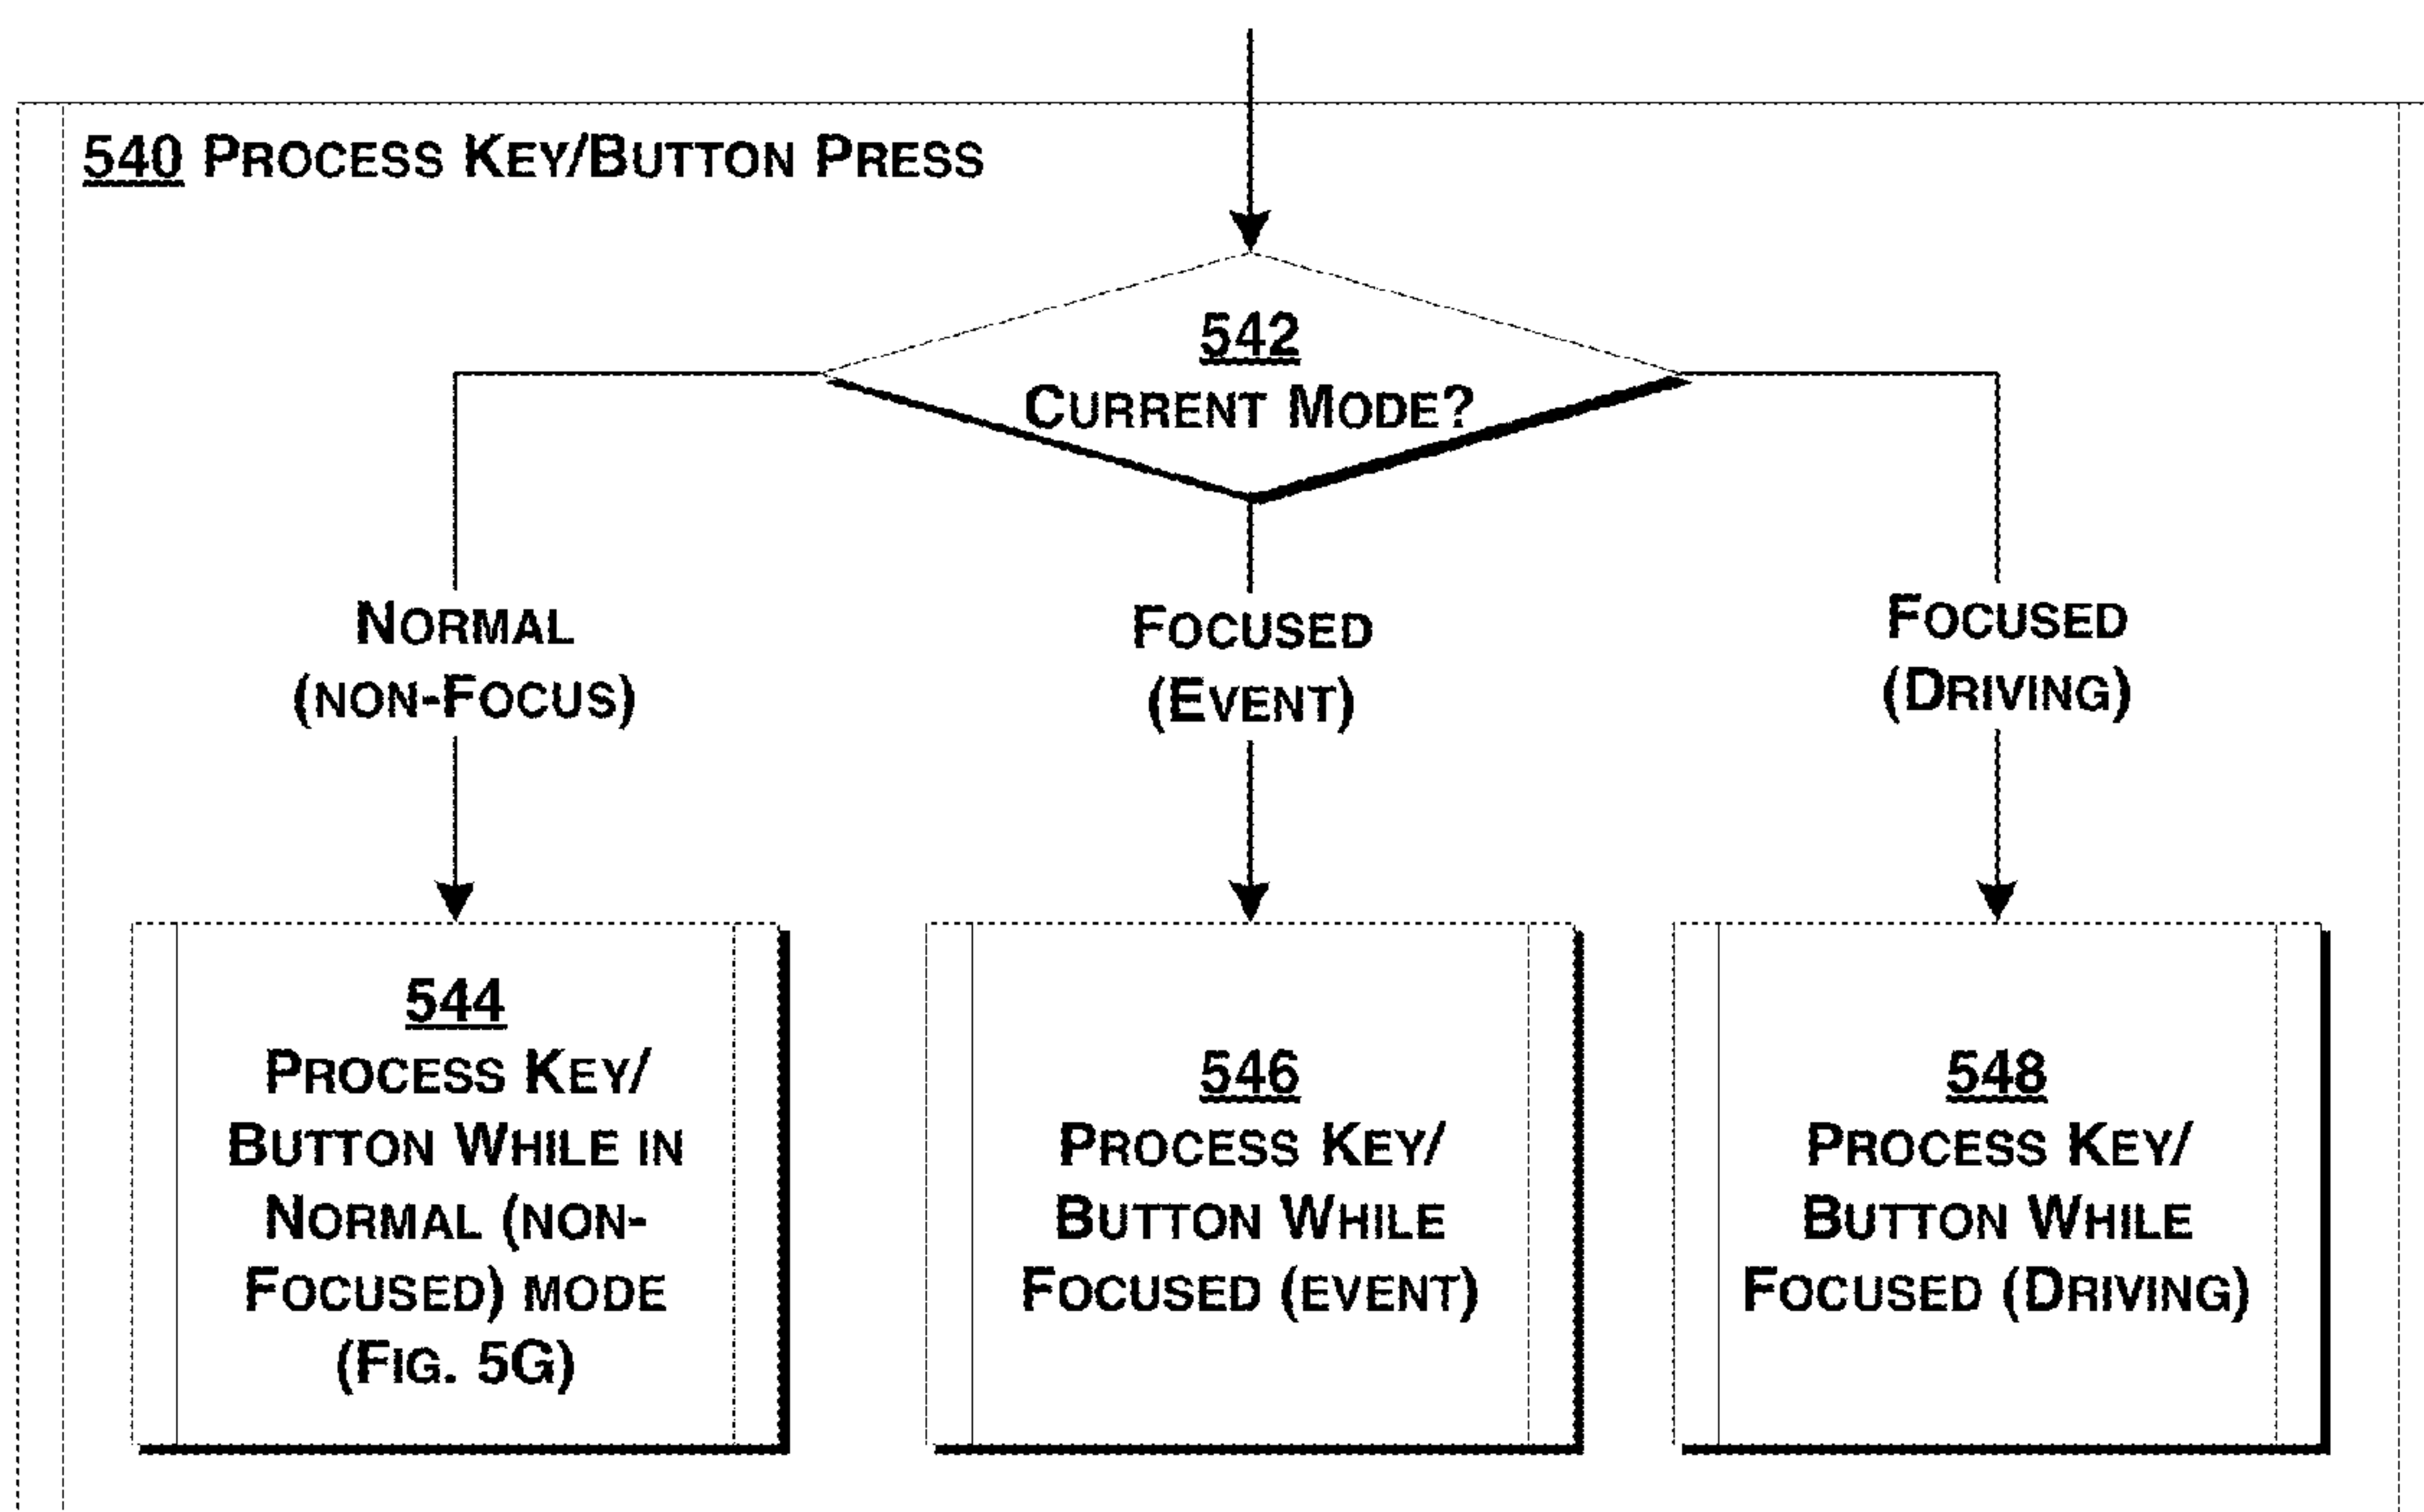 540 Process Key/Button Press
542
Current Mode?
Normal
(non-Focus)
Focused
(Event)
Focused
(Driving)
544
Process Key/
Button While in
Normal (non-
Focused) mode
(Fig. 5G)
546
Process Key/
Button While
Focused (event)
548
Process Key/
Button While
Focused (Driving)